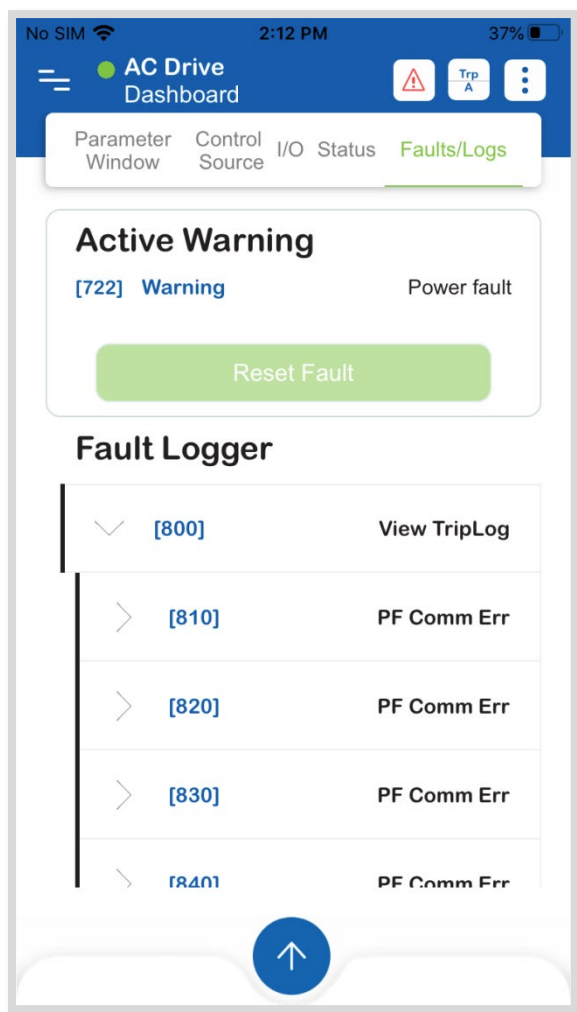 No SIM 2:12 PM 37%
AC Drive
Dashboard
Trp
A
Parameter Window Control Source I/O Status Faults/Logs
Active Warning
[722] Warning Power fault
Reset Fault
Fault Logger
[800] View TripLog
[810] PF Comm Err
[820] PF Comm Err
[830] PF Comm Err
[840] PF Comm Err